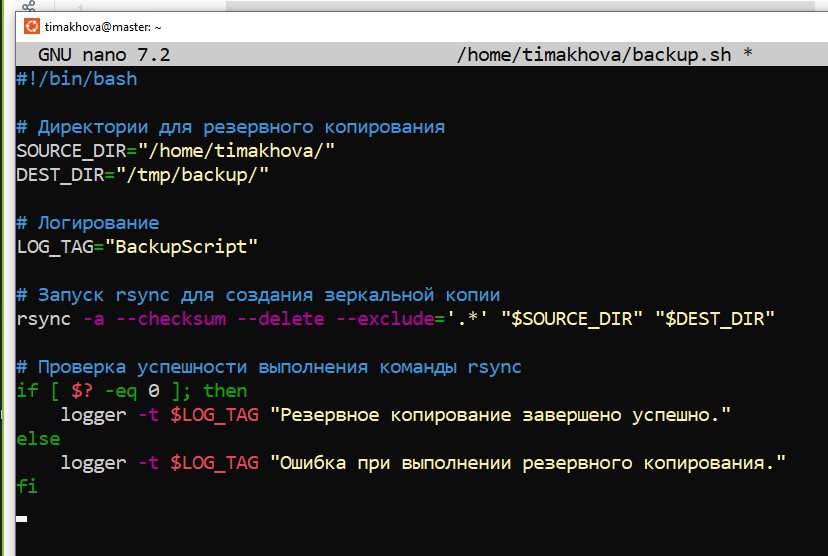 timakhova@master: ~
GNU nano 7.2 /home/timakhova/backup.sh *
#!/bin/bash
# Директории для резервного копирования
SOURCE_DIR="/home/timakhova/"
DEST_DIR="/tmp/backup/"
# Логирование
LOG_TAG="BackupScript"
# Запуск rsync для создания зеркальной копии
rsync -a --checksum --delete --exclude='.*' "$SOURCE_DIR" "$DEST_DIR"
# Проверка успешности выполнения команды rsync
if [ $? -eq 0 ]; then
    logger -t $LOG_TAG "Резервное копирование завершено успешно."
else
    logger -t $LOG_TAG "Ошибка при выполнении резервного копирования."
fi